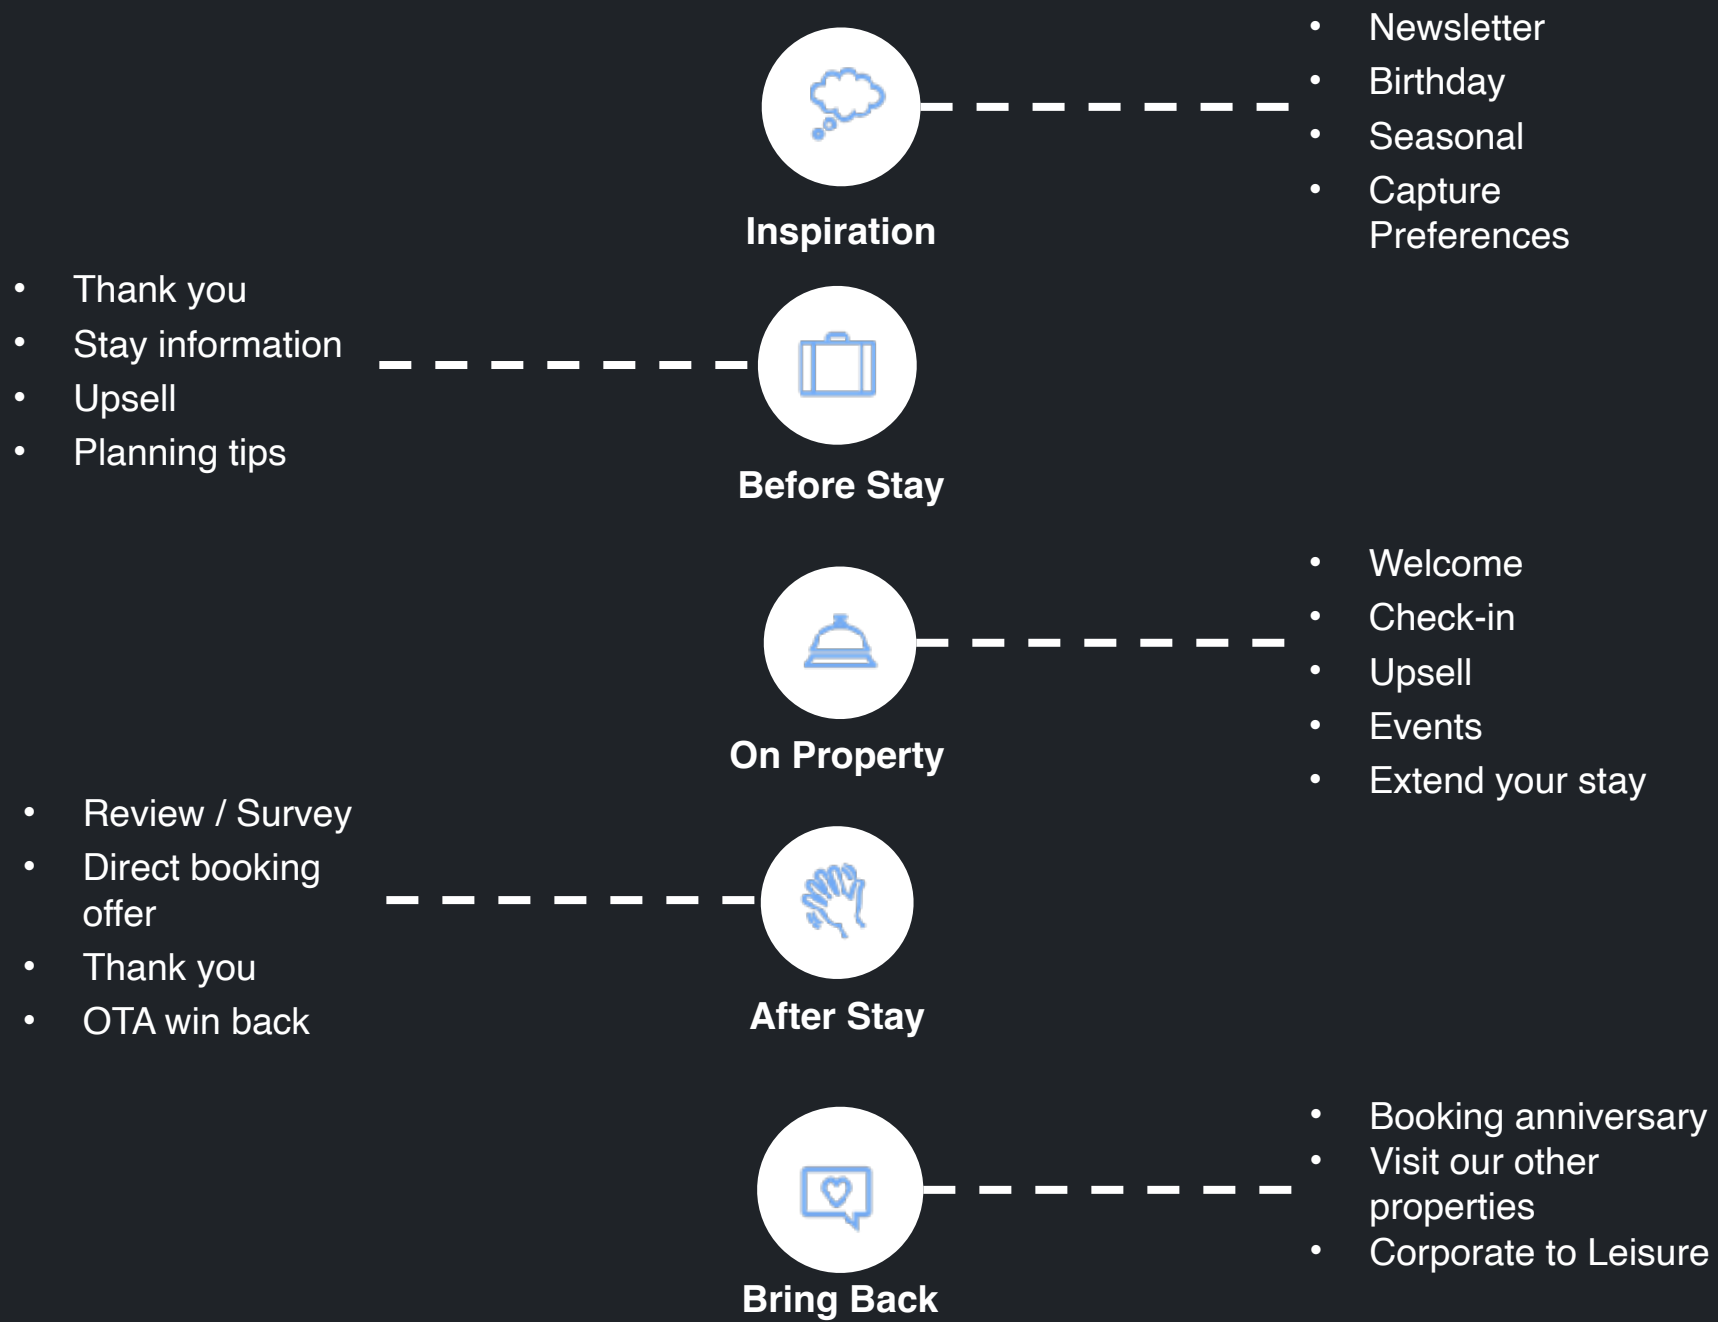 • Newsletter
• Birthday
• Seasonal
• Capture
Preferences
Inspiration
• Thank you
• Stay information
• Upsell
• Planning tips
Before Stay
• Welcome
• Check-in
• Upsell
• Events
• Extend your stay
On Property
• Review / Survey
• Direct booking
offer
• Thank you
• OTA win back
After Stay
• Booking anniversary
• Visit our other
properties
• Corporate to Leisure
Bring Back